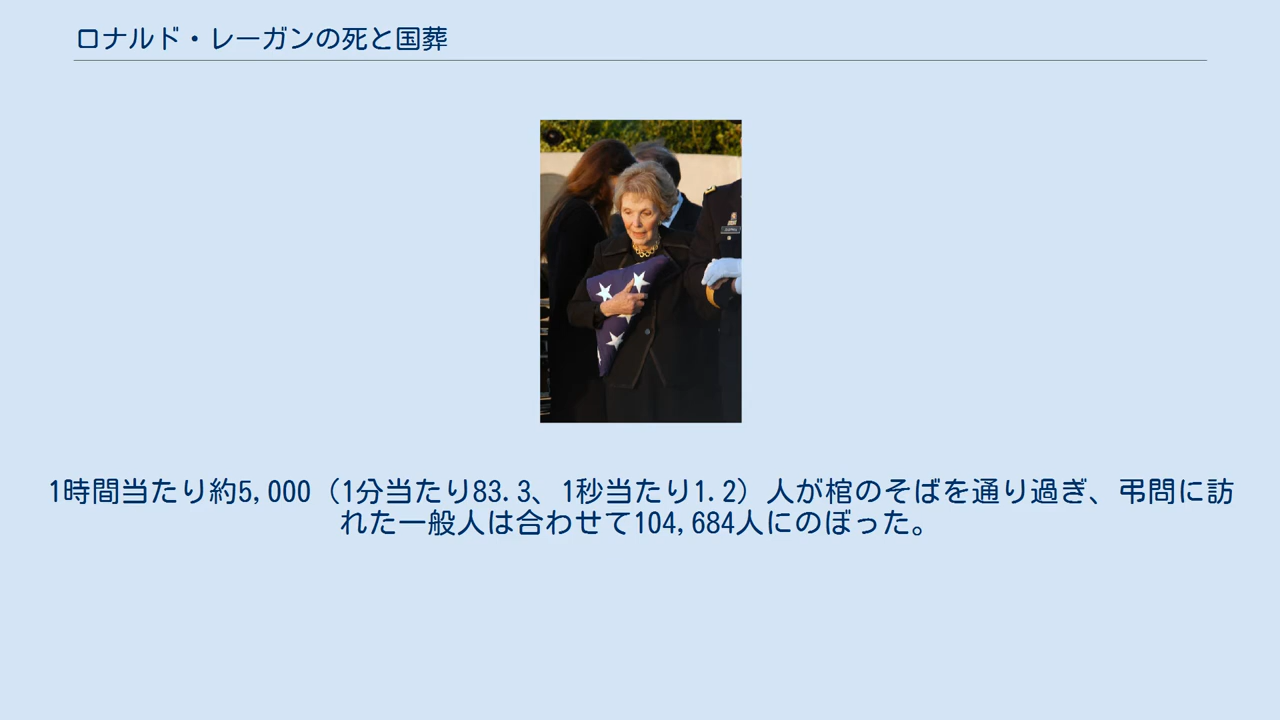 ロナルド・レーガンの死と国葬
1時間当たり約5,000（1分当たり83.3、1秒当たり1.2）人が棺のそばを通り過ぎ、弔問に訪
れた一般人は合わせて104,684人にのぼった。